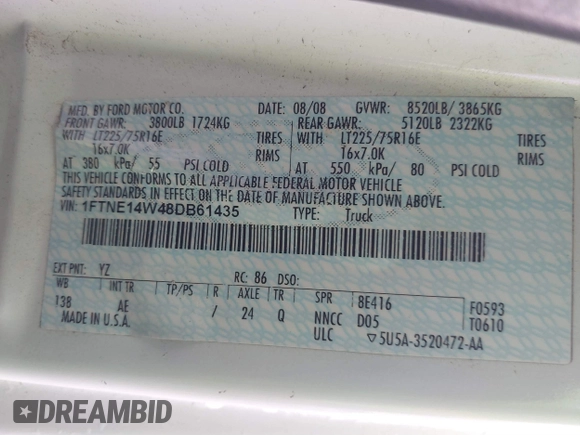 MFD. BY FORD MOTOR CO. DATE: 08/08 GVWR: 8520LB/ 3865KG
FRONT GAWR: 3800LB 1724KG REAR GAWR: 5120LB 2322KG
WITH LT225/75R16E TIRES WITH LT225/75R16E TIRES
16x7.0K RIMS 16x7.0K RIMS
AT 380 kPa/ 55 PSI COLD AT 550 kPa/ 80 PSI COLD
THIS VEHICLE CONFORMS TO ALL APPLICABLE FEDERAL MOTOR VEHICLE
SAFETY STANDARDS IN EFFECT ON THE DATE OF MANUFACTURE SHOWN ABOVE.
VIN: 1FTNE14W48DB61435 TYPE: Truck
EXT PNT: YZ RC: 86 DSO:
WB INT TR TP/PS R AXLE TR SPR 8E416 F0593
138 AE / 24 Q NNCC D05 T0610
MADE IN U.S.A. ULC ▽5U5A-3520472-AA
DREAMBID